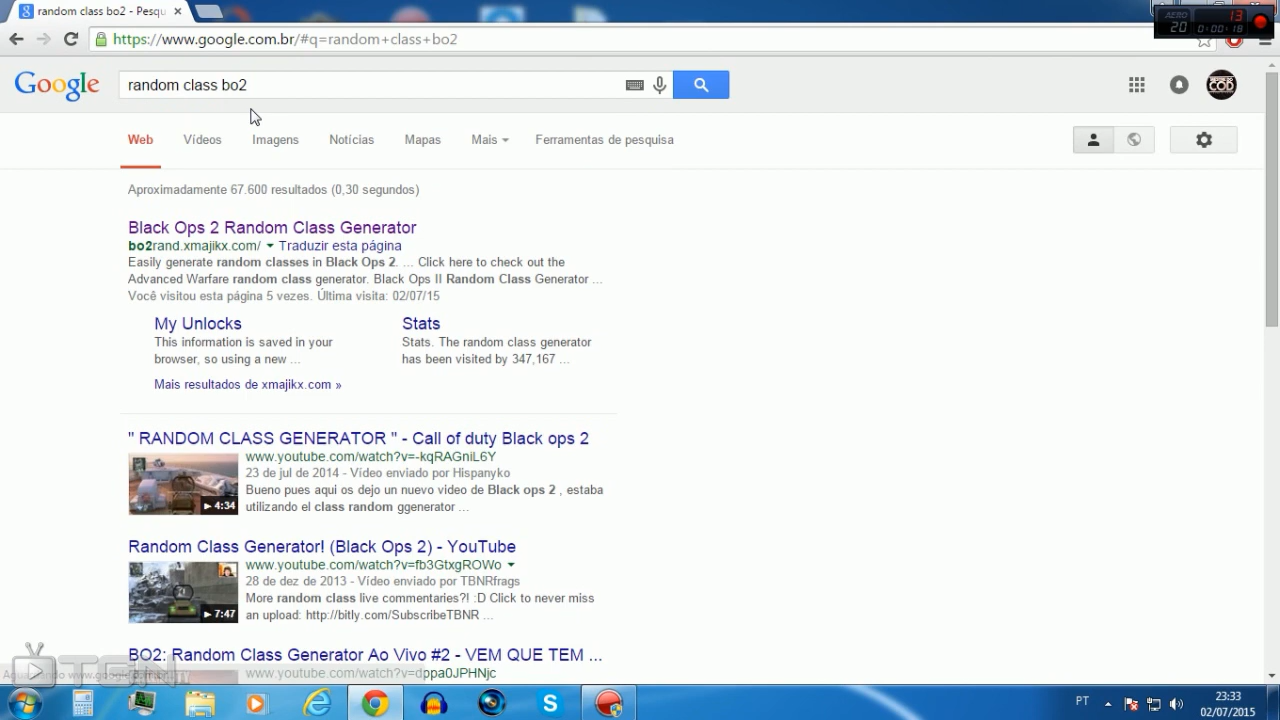 random class bo2 - Pesqu
https://www.google.com.br/#q=random+class+bo2
AERO
20
13
0:00:18
Google
random class bo2
COD
Web Vídeos Imagens Notícias Mapas Mais Ferramentas de pesquisa
Aproximadamente 67.600 resultados (0,30 segundos)
Black Ops 2 Random Class Generator
bo2rand.xmajikx.com/ Traduzir esta página
Easily generate random classes in Black Ops 2. ... Click here to check out the
Advanced Warfare random class generator. Black Ops II Random Class Generator ...
Você visitou esta página 5 vezes. Última visita: 02/07/15
My Unlocks
This information is saved in your
browser, so using a new ...
Stats
Stats. The random class generator
has been visited by 347,167 ...
Mais resultados de xmajikx.com »
" RANDOM CLASS GENERATOR " - Call of duty Black ops 2
www.youtube.com/watch?v=-kqRAGniL6Y
23 de jul de 2014 - Vídeo enviado por Hispanyko
Bueno pues aqui os dejo un nuevo vídeo de Black ops 2 , estaba
utilizando el class random ggenerator ...
4:34
Random Class Generator! (Black Ops 2) - YouTube
www.youtube.com/watch?v=fb3GtxgROWo
28 de dez de 2013 - Vídeo enviado por TBNRfrags
More random class live commentaries?! :D Click to never miss
an upload: http://bitly.com/SubscribeTBNR ...
7:47
BO2: Random Class Generator Ao Vivo #2 - VEM QUE TEM ...
www.youtube.com/watch?v=dppa0JPHNjc
TGN
PT
23:33
02/07/2015